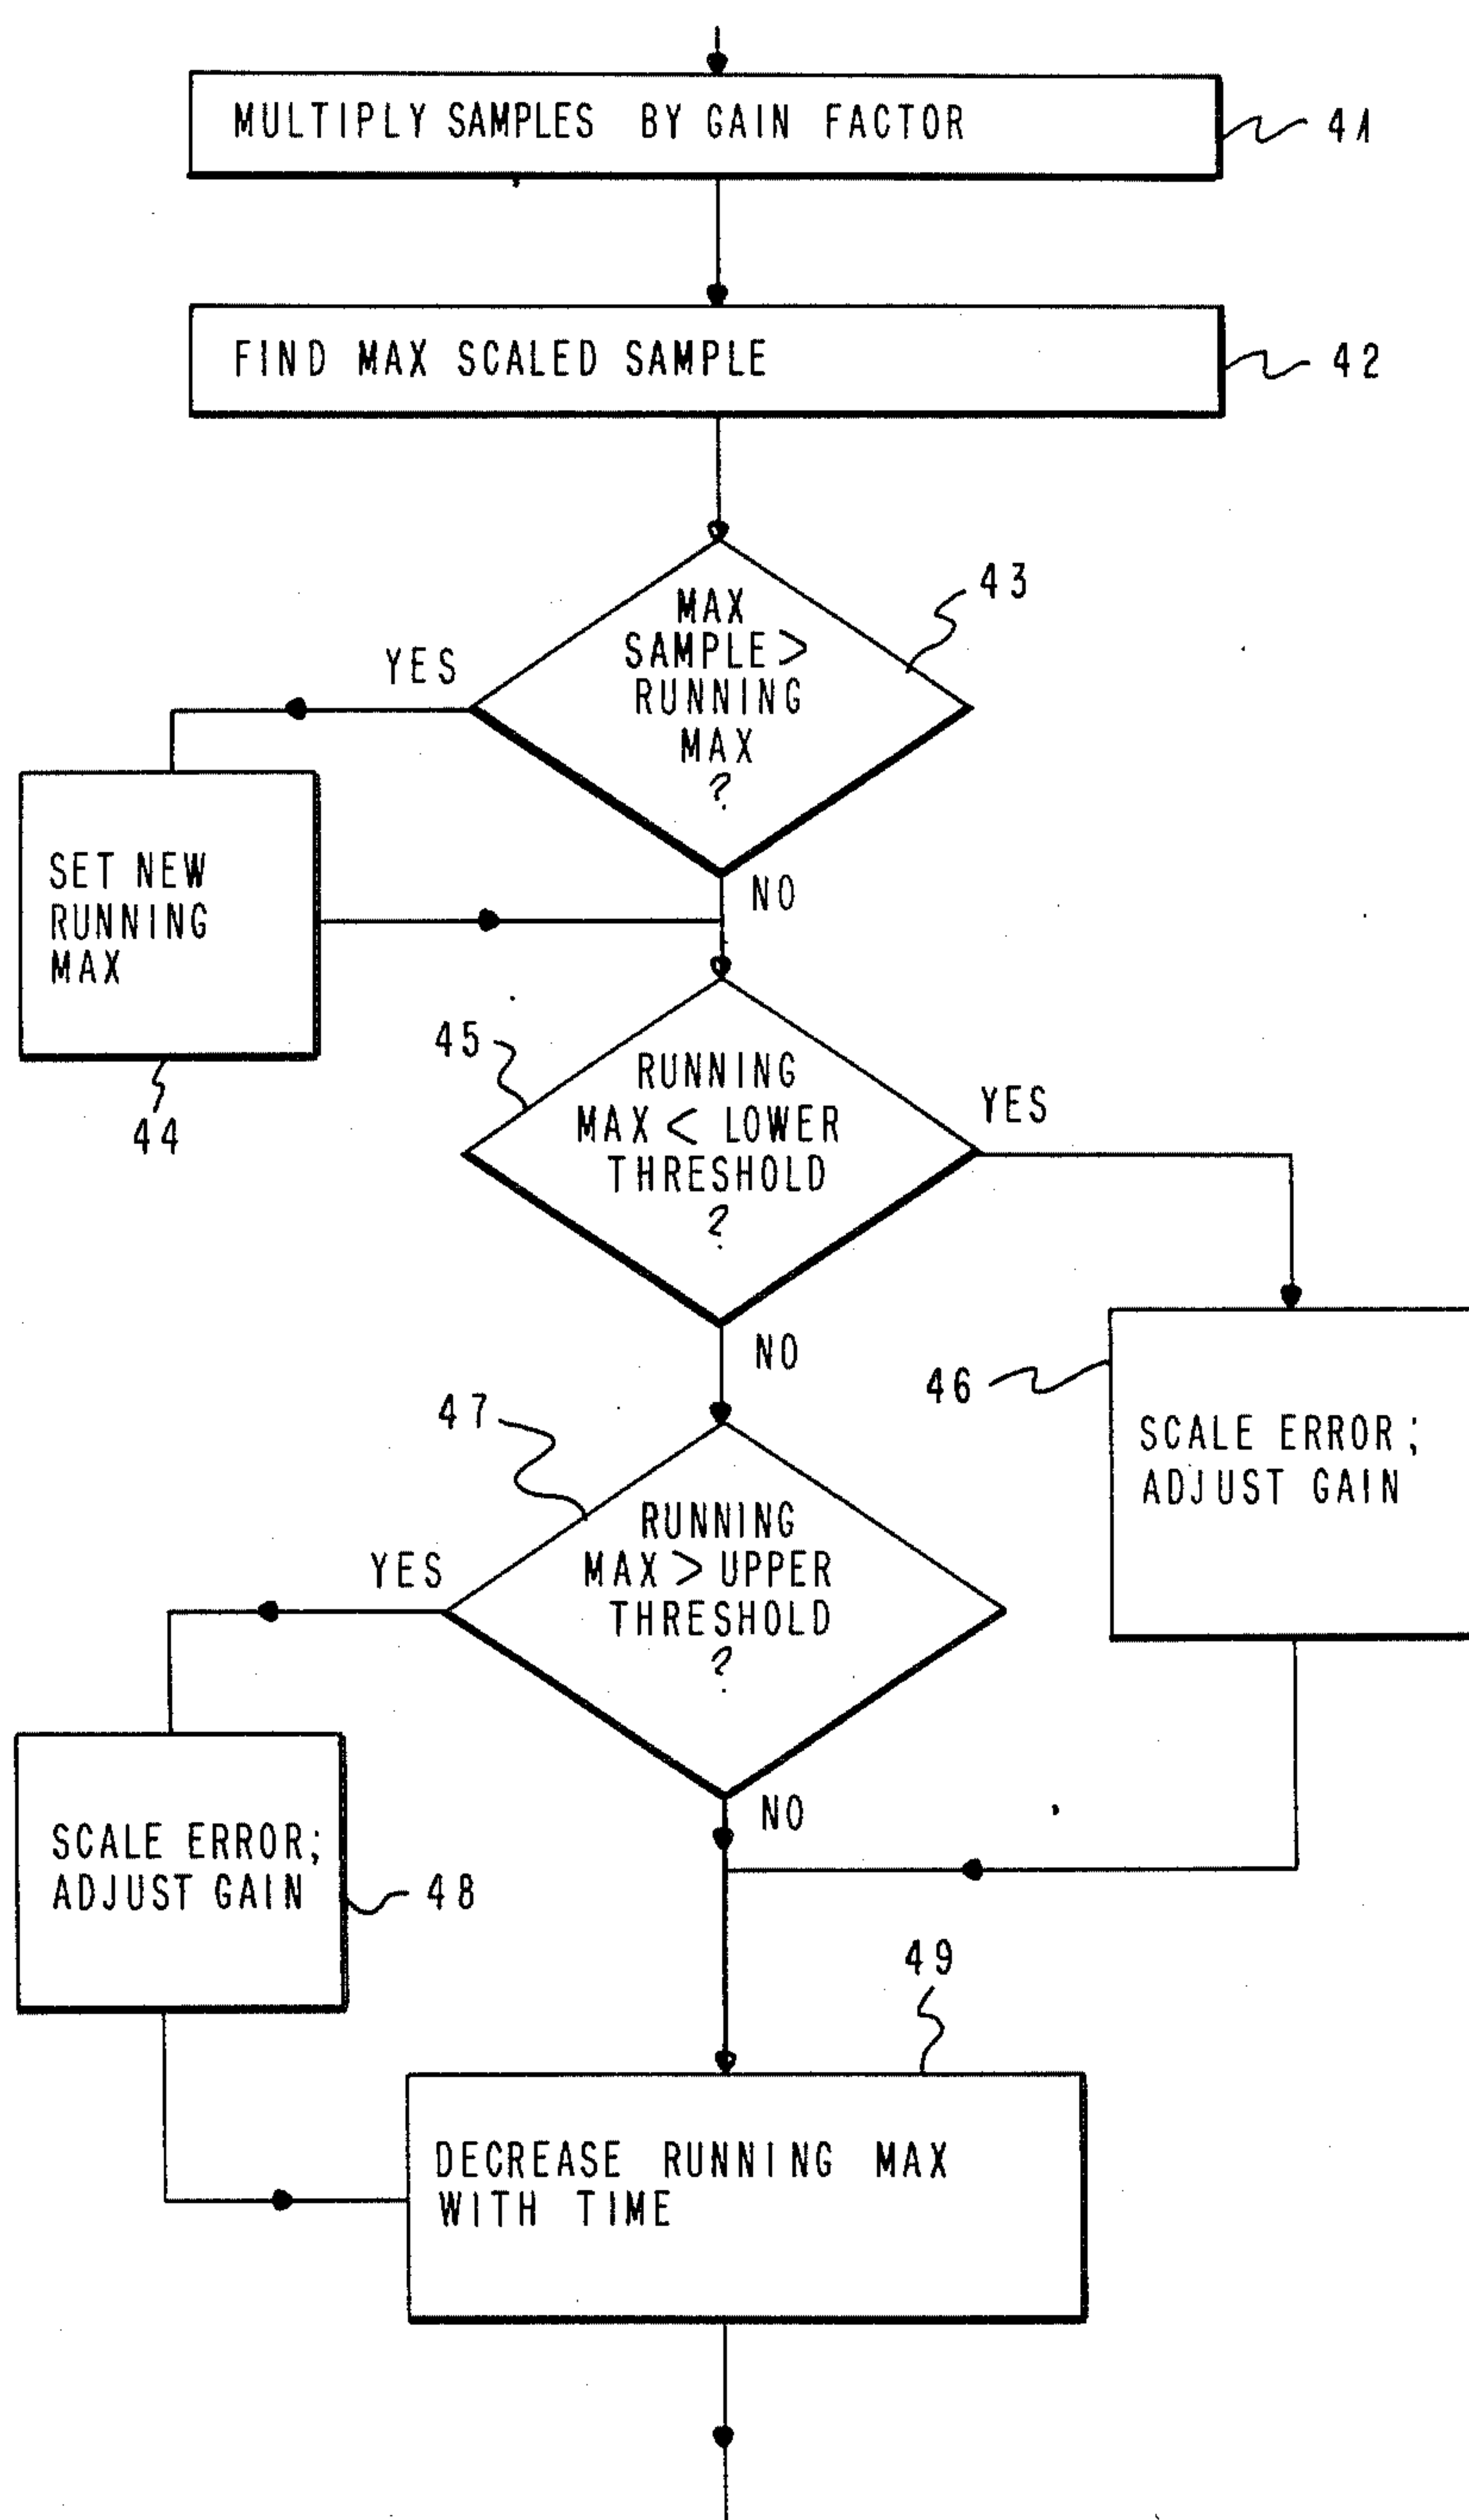 MULTIPLY SAMPLES BY GAIN FACTOR
41
FIND MAX SCALED SAMPLE
42
43
MAX
SAMPLE >
RUNNING
MAX
?
YES
NO
SET NEW
RUNNING
MAX
44
45
RUNNING
MAX < LOWER
THRESHOLD
?
YES
NO
46
SCALE ERROR;
ADJUST GAIN
47
RUNNING
MAX > UPPER
THRESHOLD
?
YES
NO
SCALE ERROR;
ADJUST GAIN
48
49
DECREASE RUNNING MAX
WITH TIME